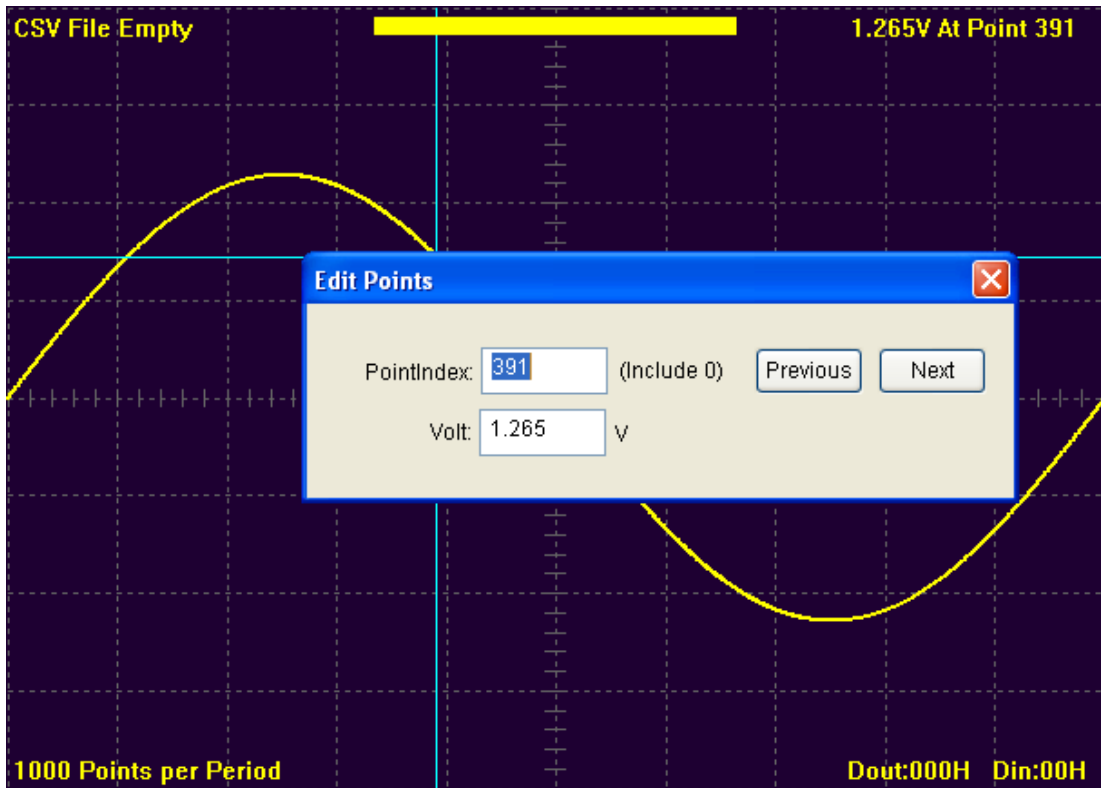 CSV File Empty
1.265V At Point 391
Edit Points
PointIndex: 391 (Include 0) Previous Next
Volt: 1.265 V
1000 Points per Period
Dout:000H Din:00H